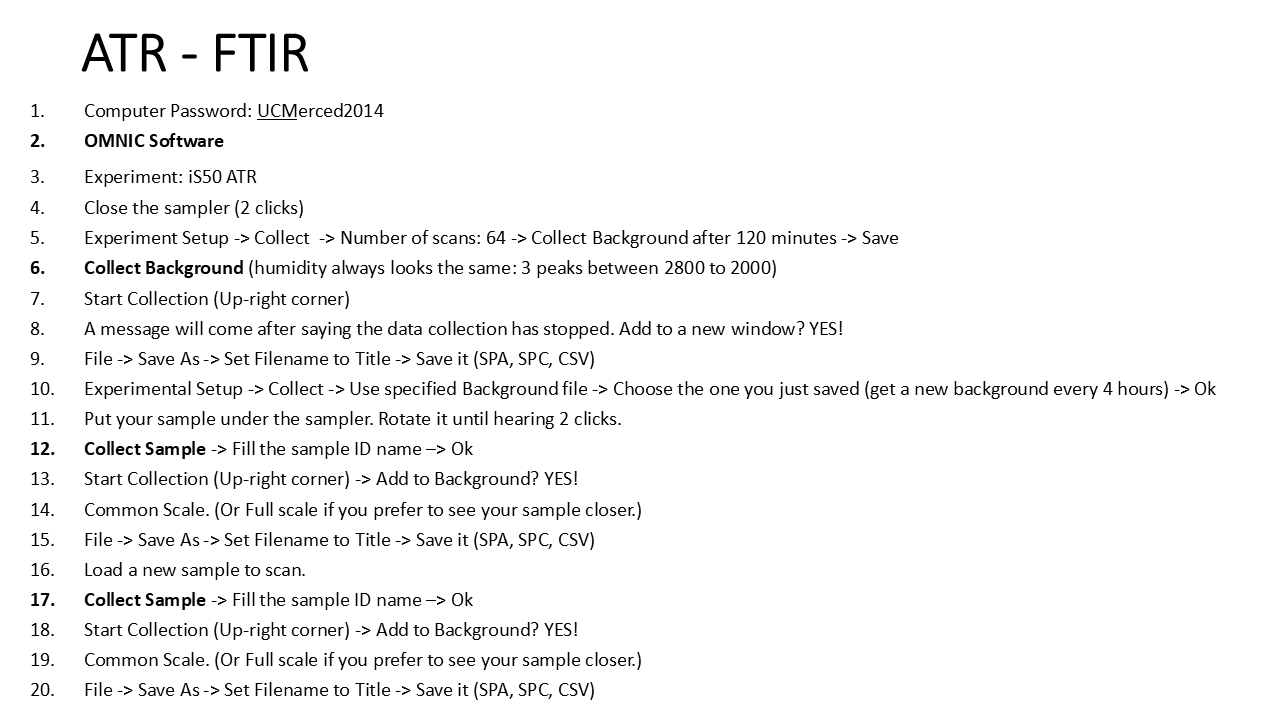 ATR - FTIR
1. Computer Password: UCMerced2014
2. OMNIC Software
3. Experiment: iS50 ATR
4. Close the sampler (2 clicks)
5. Experiment Setup -> Collect -> Number of scans: 64 -> Collect Background after 120 minutes -> Save
6. Collect Background (humidity always looks the same: 3 peaks between 2800 to 2000)
7. Start Collection (Up-right corner)
8. A message will come after saying the data collection has stopped. Add to a new window? YES!
9. File -> Save As -> Set Filename to Title -> Save it (SPA, SPC, CSV)
10. Experimental Setup -> Collect -> Use specified Background file -> Choose the one you just saved (get a new background every 4 hours) -> Ok
11. Put your sample under the sampler. Rotate it until hearing 2 clicks.
12. Collect Sample -> Fill the sample ID name –> Ok
13. Start Collection (Up-right corner) -> Add to Background? YES!
14. Common Scale. (Or Full scale if you prefer to see your sample closer.)
15. File -> Save As -> Set Filename to Title -> Save it (SPA, SPC, CSV)
16. Load a new sample to scan.
17. Collect Sample -> Fill the sample ID name –> Ok
18. Start Collection (Up-right corner) -> Add to Background? YES!
19. Common Scale. (Or Full scale if you prefer to see your sample closer.)
20. File -> Save As -> Set Filename to Title -> Save it (SPA, SPC, CSV)